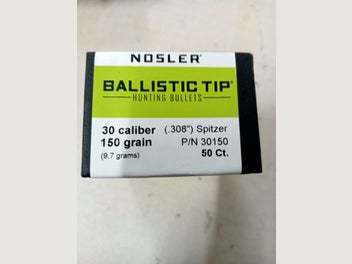 NOSLER®
BALLISTIC TIP®
HUNTING BULLETS
30 caliber (.308") Spitzer
150 grain P/N 30150
(9.7 grams) 50 Ct.